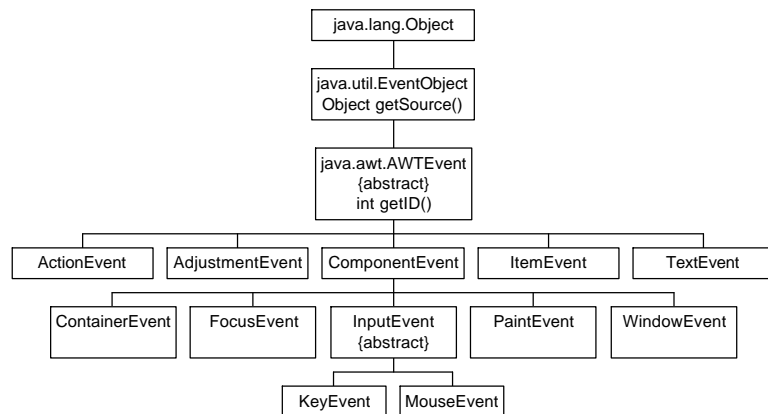 java.lang.Object
java.util.EventObject
Object getSource()
java.awt.AWTEvent
{abstract}
int getID()
ActionEvent
AdjustmentEvent
ComponentEvent
ItemEvent
TextEvent
ContainerEvent
FocusEvent
InputEvent
{abstract}
PaintEvent
WindowEvent
KeyEvent
MouseEvent